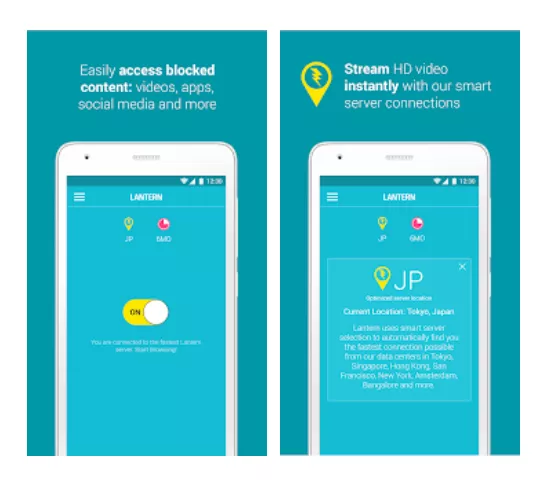 Easily access blocked
content: videos, apps,
social media and more
12:30
LANTERN
JP
6MO
ON
You are connected to the fastest Lantern
server. Start Browsing!
Stream HD video
instantly with our smart
server connections
12:30
LANTERN
JP
6MO
JP
Optimized server location
Current Location: Tokyo, Japan
Lantern uses smart server
selection to automatically find you
the fastest connection possible
from our data centers in Tokyo,
Singapore, Hong Kong, San
Francisco, New York, Amsterdam,
Bangalore and more.